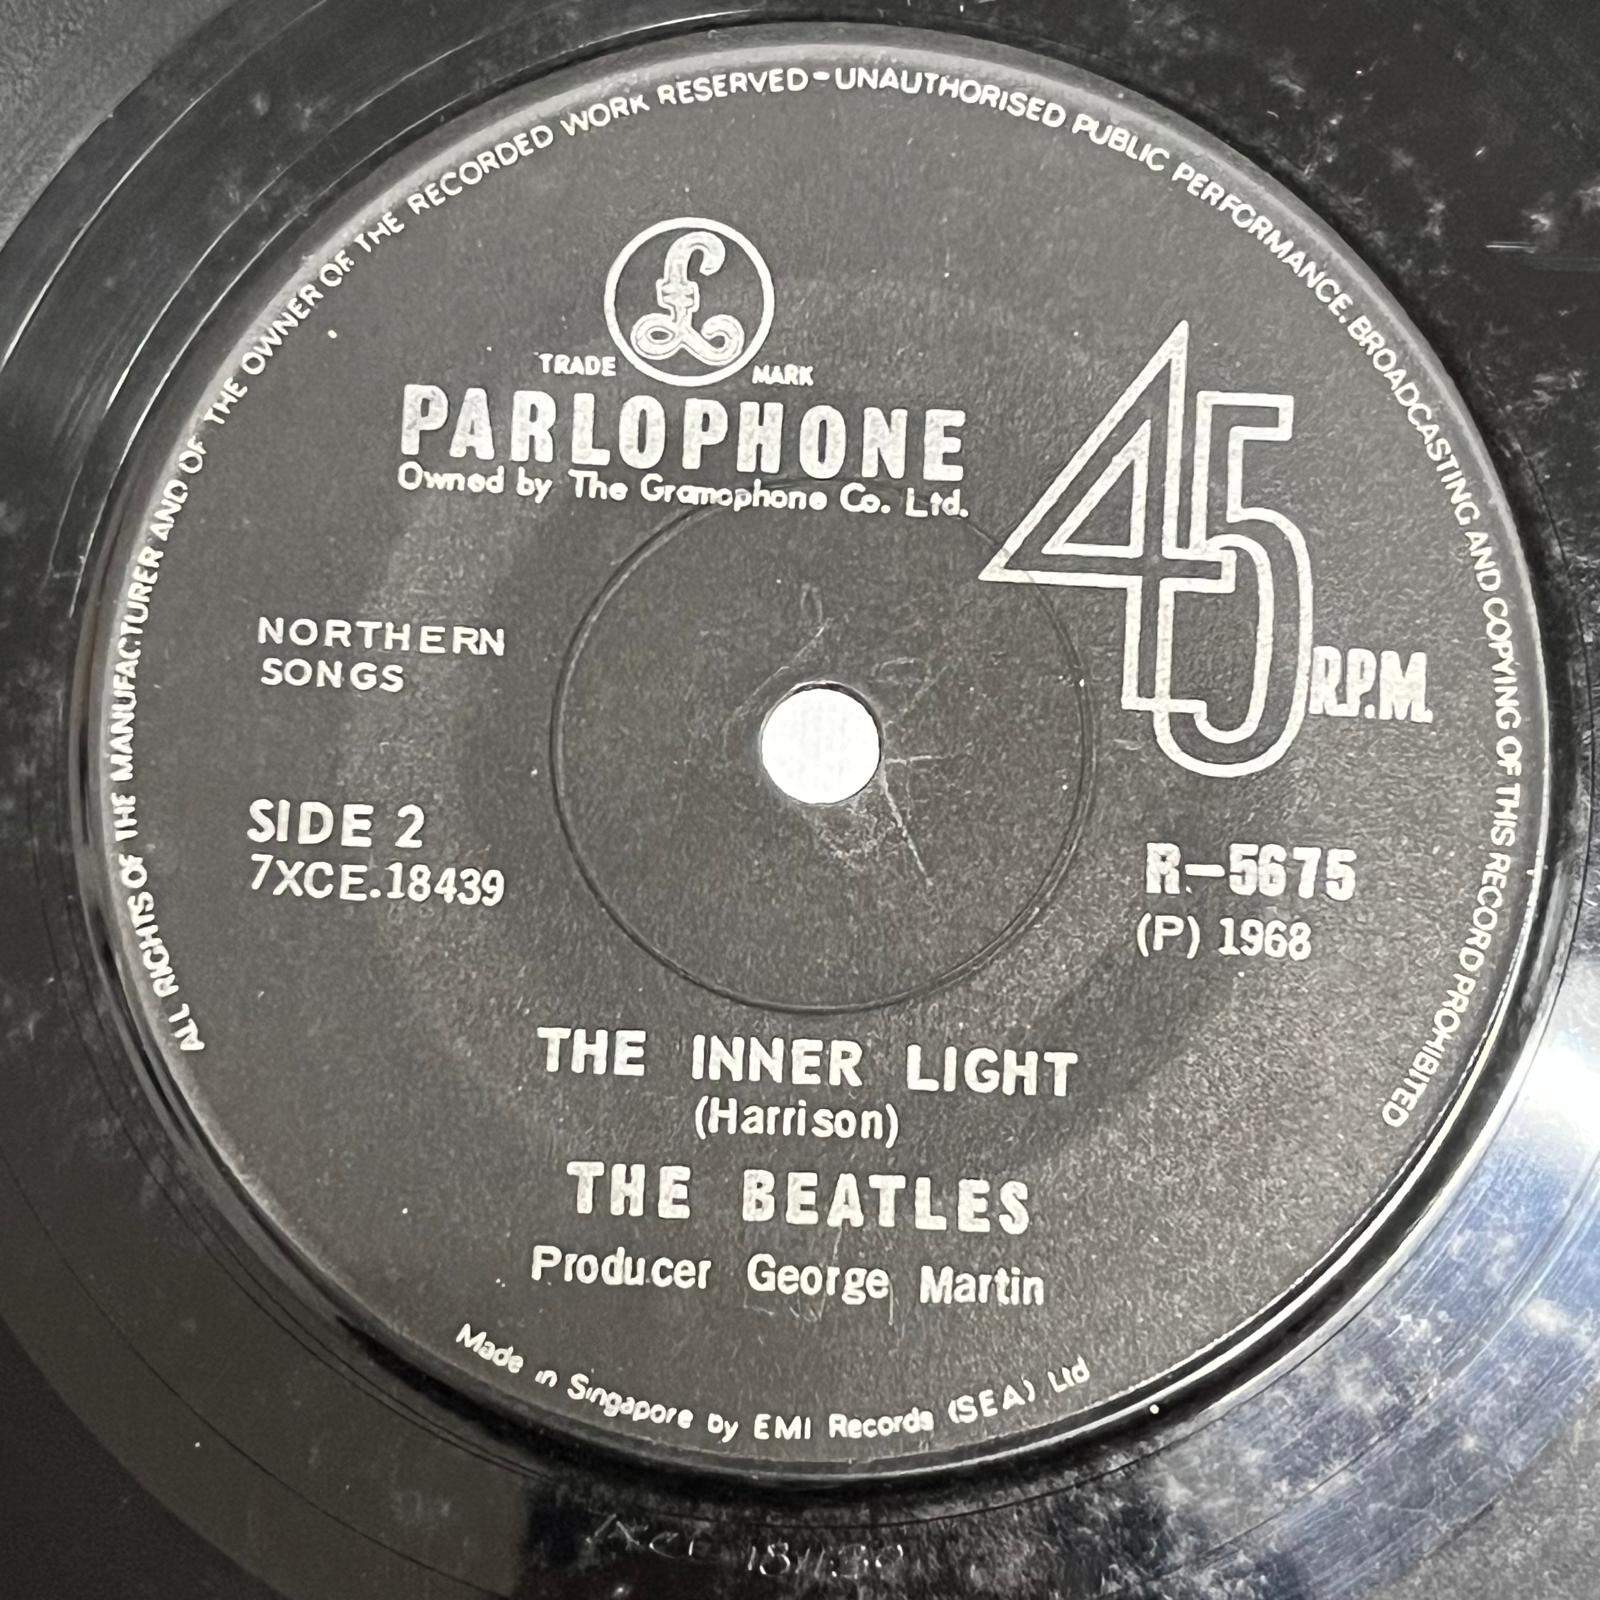 ALL RIGHTS OF THE MANUFACTURER AND OF THE OWNER OF THE RECORDED WORK RESERVED - UNAUTHORISED PUBLIC PERFORMANCE, BROADCASTING AND COPYING OF THIS RECORD PROHIBITED
£
TRADE MARK
PARLOPHONE
Owned by The Gramophone Co. Ltd.
45 R.P.M.
NORTHERN
SONGS
SIDE 2
7XCE.18439
R-5675
(P) 1968
THE INNER LIGHT
(Harrison)
THE BEATLES
Producer George Martin
Made in Singapore by EMI Records (SEA) Ltd